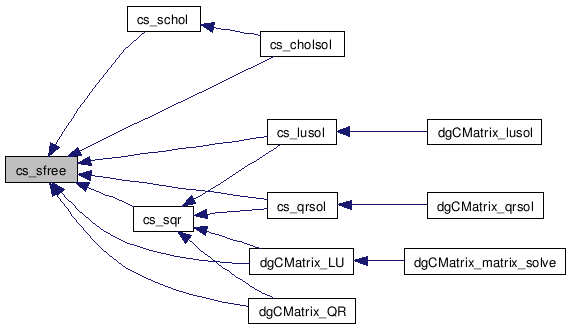 cs_schol
cs_cholsol
cs_lusol
dgCMatrix_lusol
cs_sfree
cs_qrsol
dgCMatrix_qrsol
cs_sqr
dgCMatrix_LU
dgCMatrix_matrix_solve
dgCMatrix_QR